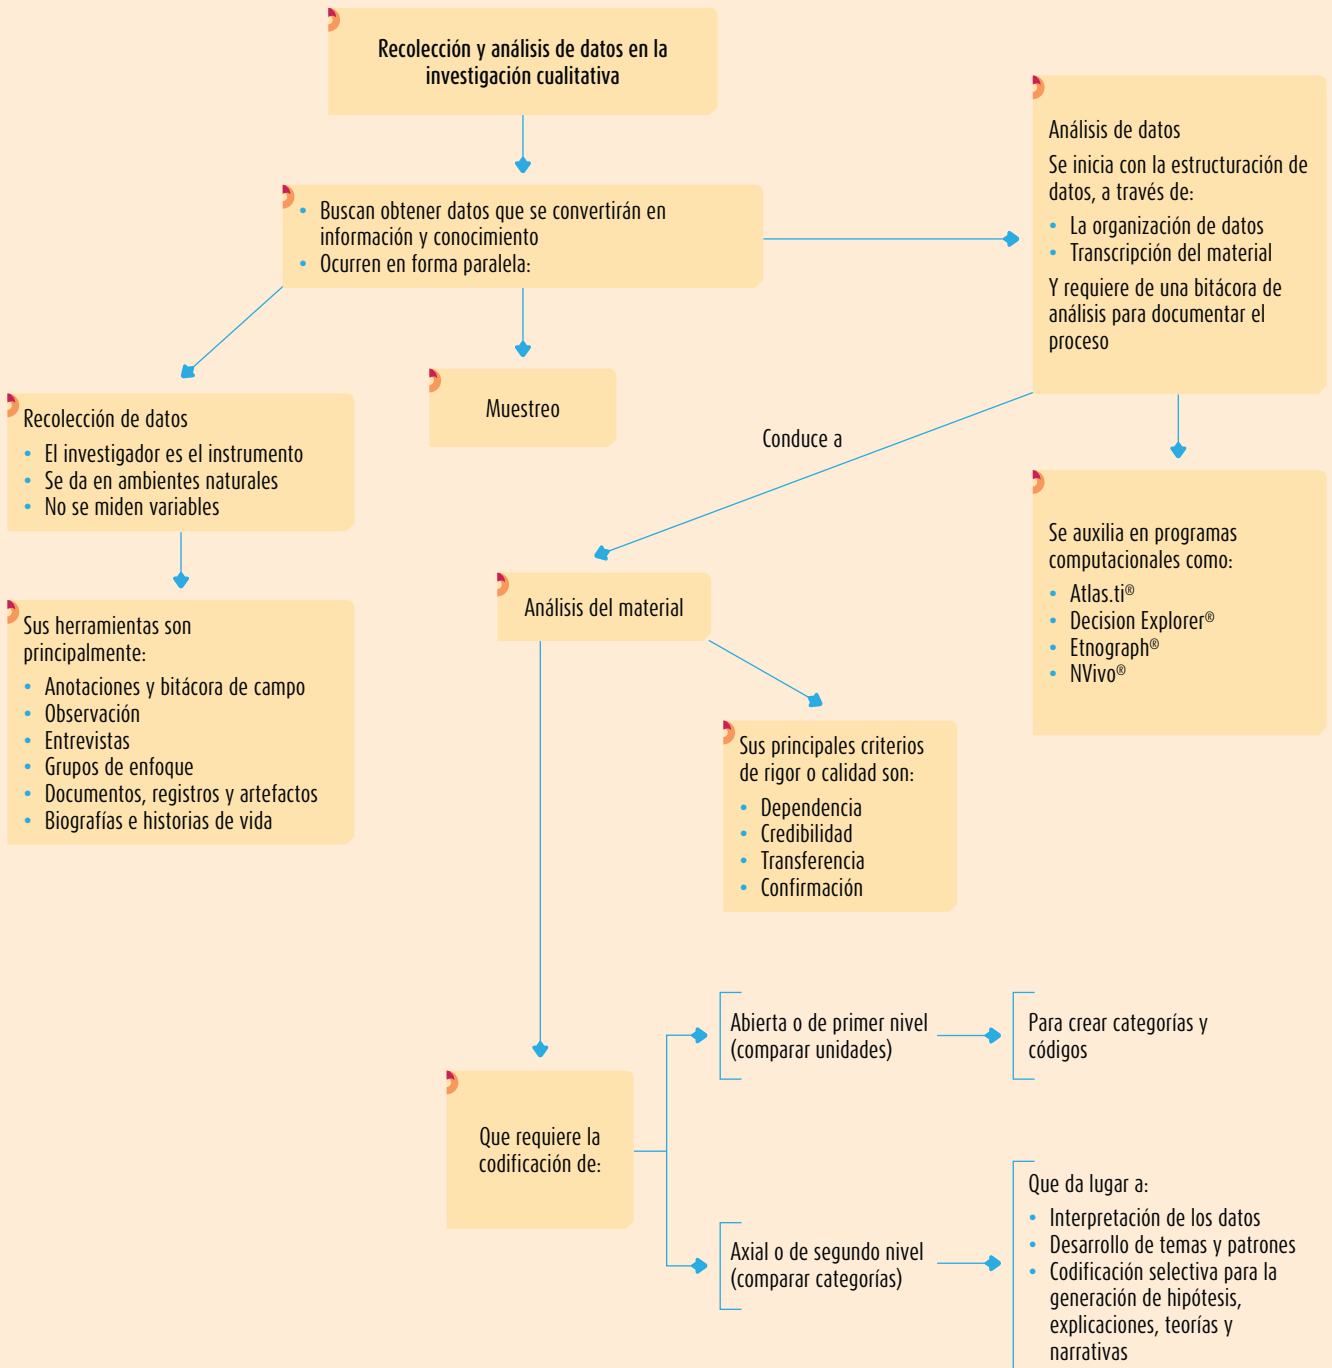 Recolección y análisis de datos en la
investigación cualitativa
• Buscan obtener datos que se convertirán en
información y conocimiento
• Ocurren en forma paralela:
Análisis de datos
Se inicia con la estructuración de
datos, a través de:
• La organización de datos
• Transcripción del material
Y requiere de una bitácora de
análisis para documentar el
proceso
Recolección de datos
• El investigador es el instrumento
• Se da en ambientes naturales
• No se miden variables
Muestreo
Conduce a
Se auxilia en programas
computacionales como:
• Atlas.ti®
• Decision Explorer®
• Etnograph®
• NVivo®
Sus herramientas son
principalmente:
• Anotaciones y bitácora de campo
• Observación
• Entrevistas
• Grupos de enfoque
• Documentos, registros y artefactos
• Biografías e historias de vida
Análisis del material
Sus principales criterios
de rigor o calidad son:
• Dependencia
• Credibilidad
• Transferencia
• Confirmación
Que requiere la
codificación de:
Abierta o de primer nivel
(comparar unidades)
Para crear categorías y
códigos
Axial o de segundo nivel
(comparar categorías)
Que da lugar a:
• Interpretación de los datos
• Desarrollo de temas y patrones
• Codificación selectiva para la
generación de hipótesis,
explicaciones, teorías y
narrativas